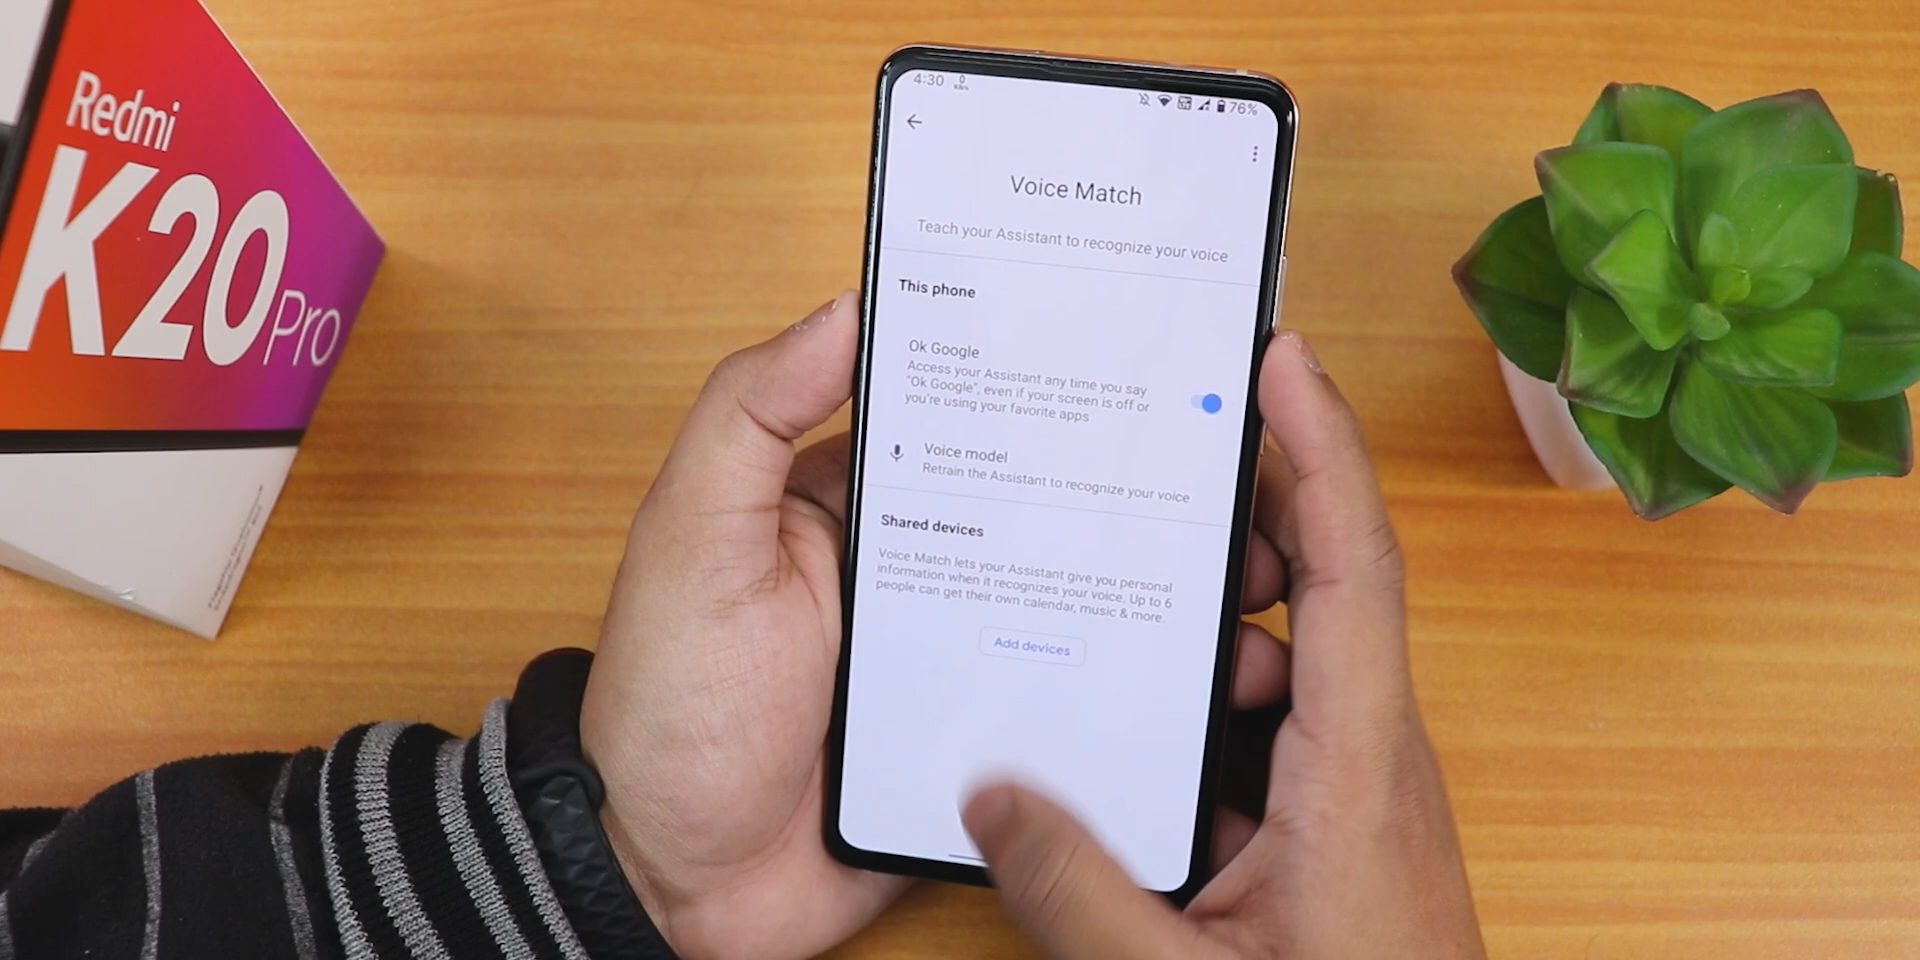 Redmi
K20 Pro
4:30
0
KB/s
76%
Voice Match
Teach your Assistant to recognize your voice
This phone
Ok Google
Access your Assistant any time you say
"Ok Google", even if your screen is off or
you're using your favorite apps
Voice model
Retrain the Assistant to recognize your voice
Shared devices
Voice Match lets your Assistant give you personal
information when it recognizes your voice. Up to 6
people can get their own calendar, music & more.
Add devices